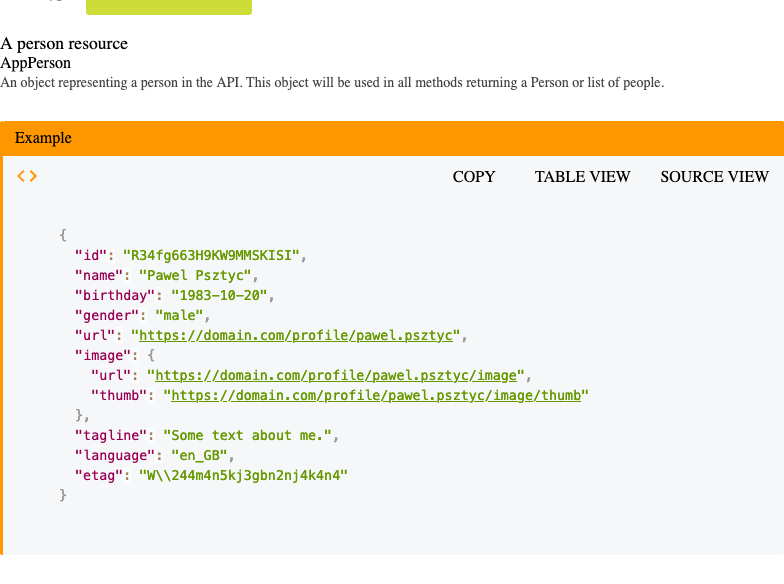 A person resource
AppPerson
An object representing a person in the API. This object will be used in all methods returning a Person or list of people.
Example
<> COPY TABLE VIEW SOURCE VIEW
{
"id": "R34fg663H9KW9MMSKISI",
"name": "Pawel Psztyc",
"birthday": "1983-10-20",
"gender": "male",
"url": "https://domain.com/profile/pawel.psztyc",
"image": {
"url": "https://domain.com/profile/pawel.psztyc/image",
"thumb": "https://domain.com/profile/pawel.psztyc/image/thumb"
},
"tagline": "Some text about me.",
"language": "en_GB",
"etag": "W\\244m4n5kj3gbn2nj4k4n4"
}